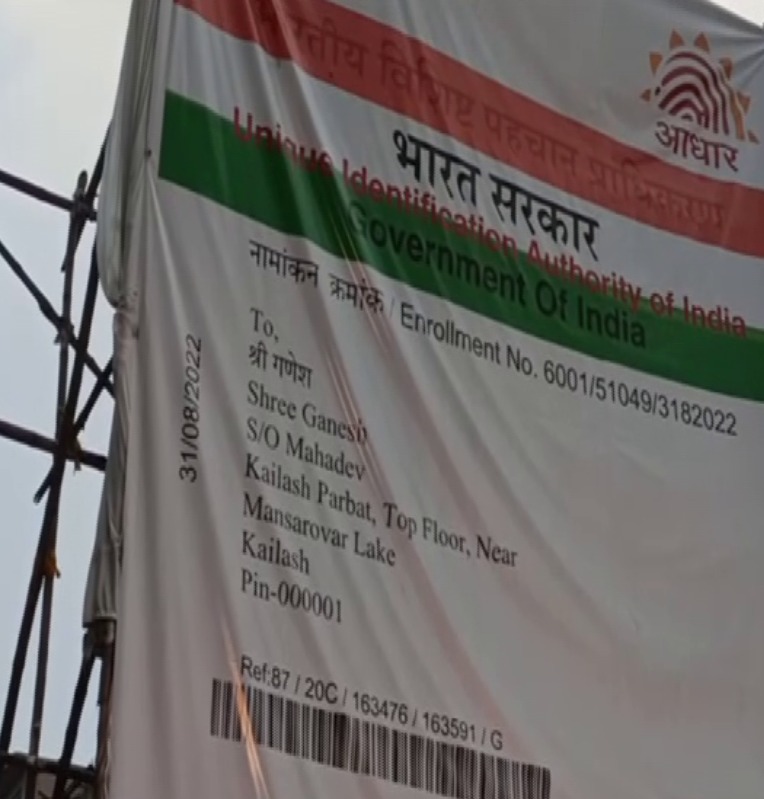 भारतीय विशिष्ट पहचान प्राधिकरण
आधार
भारत सरकार
Unique Identification Authority of India
Government Of India
नामांकन क्रमांक / Enrollment No. 6001/51049/3182022
31/08/2022
To,
श्री गणेश
Shree Ganesh
S/O Mahadev
Kailash Parbat, Top Floor, Near
Mansarovar Lake
Kailash
Pin-000001
Ref:87 / 20C / 163476 / 163591 / G